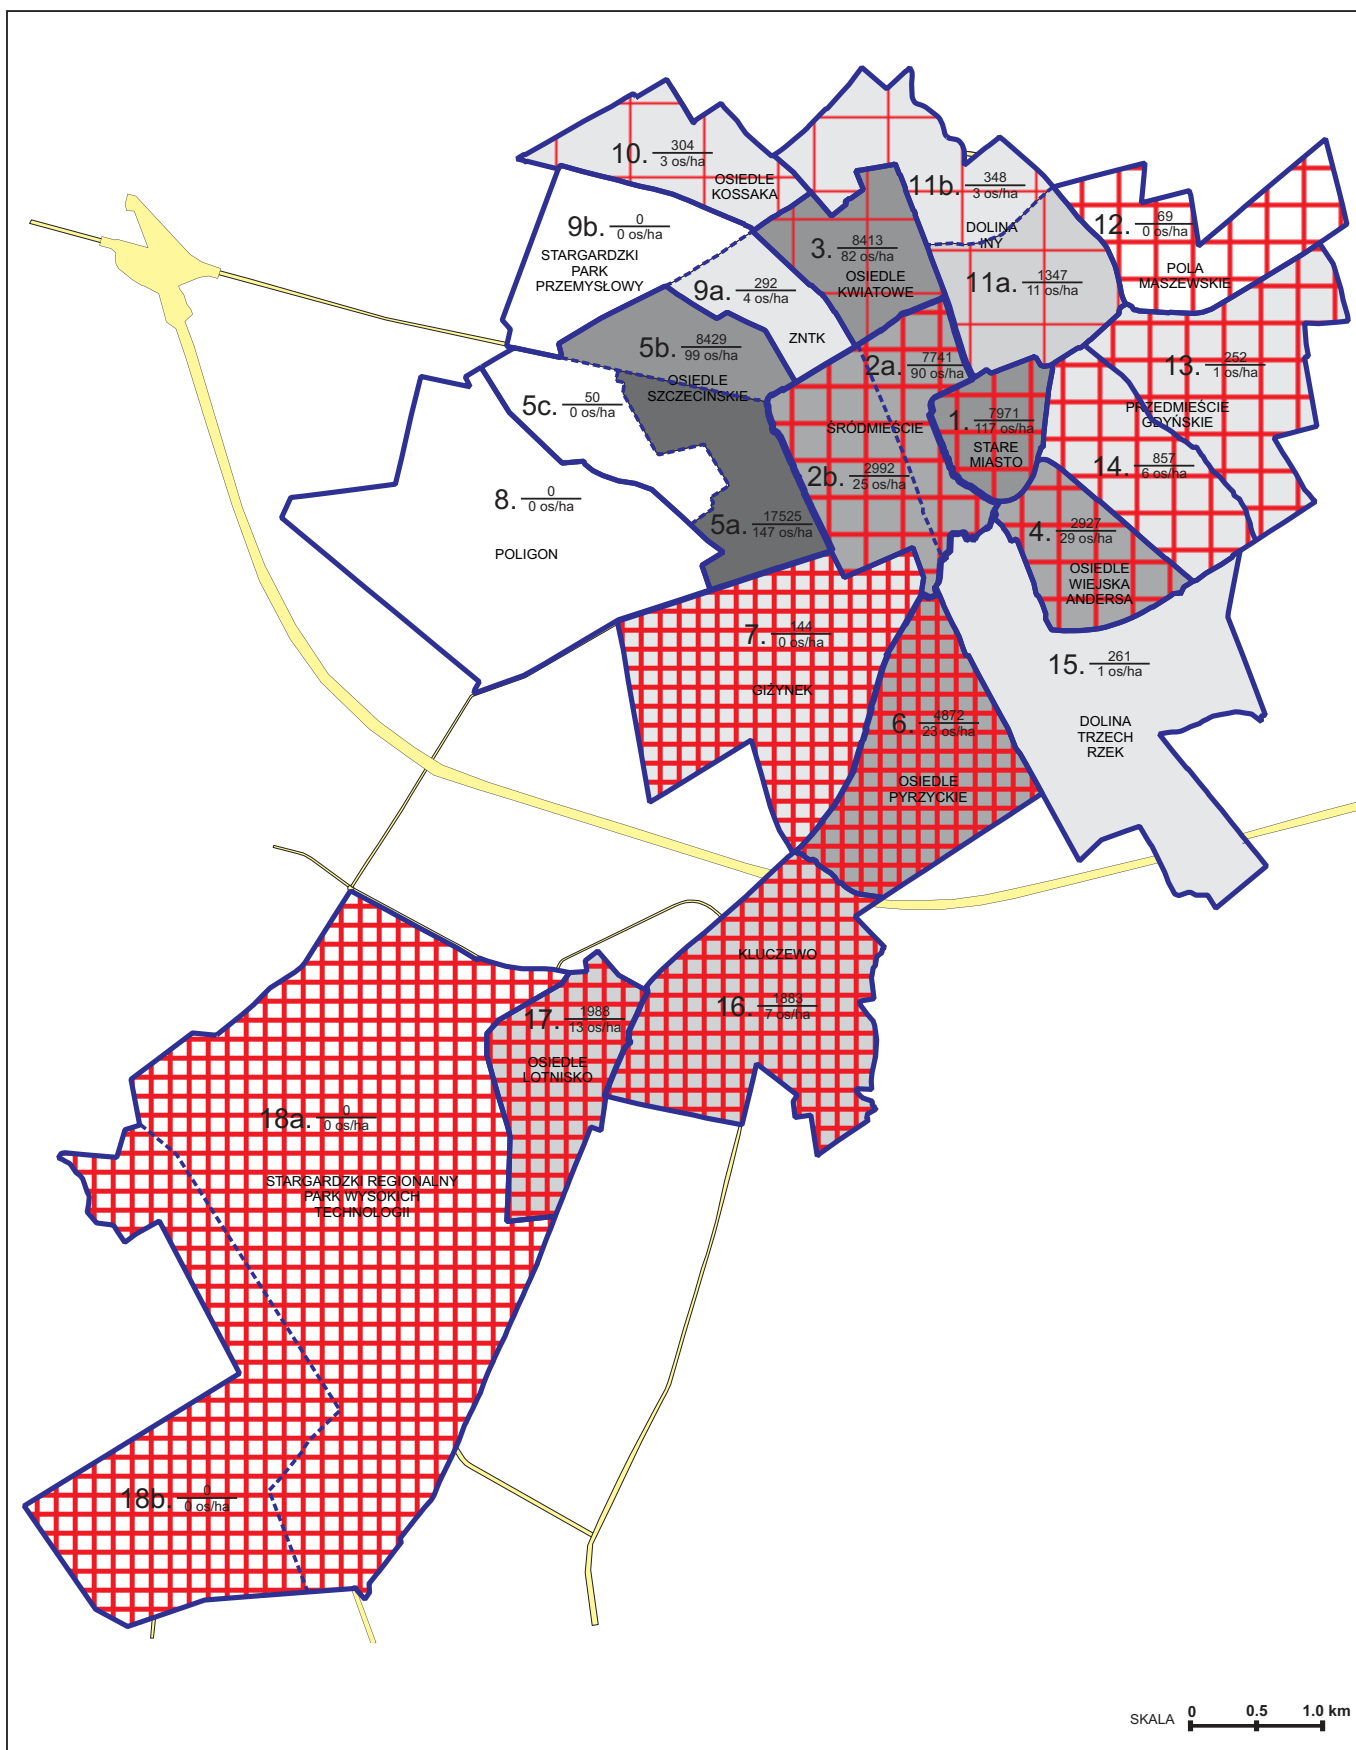 10. 304
3 os/ha
OSIEDLE
KOSSAKA
11b. 348
3 os/ha
DOLINA
INY
9b. 0
0 os/ha
STARGARDZKI
PARK
PRZEMYSŁOWY
3. 8413
82 os/ha
OSIEDLE
KWIATOWE
12. 69
0 os/ha
POLA
MASZEWSKIE
9a. 292
4 os/ha
ZNTK
11a. 1347
11 os/ha
5b. 8429
99 os/ha
OSIEDLE
SZCZECIŃSKIE
2a. 7741
90 os/ha
13. 252
1 os/ha
PRZEDMIEŚCIE
GDYŃSKIE
5c. 50
0 os/ha
ŚRÓDMIEŚCIE
1. 7971
117 os/ha
STARE
MIASTO
14. 857
6 os/ha
2b. 2992
25 os/ha
8. 0
0 os/ha
POLIGON
5a. 17525
147 os/ha
4. 2927
29 os/ha
OSIEDLE
WIEJSKA
ANDERSA
7. 144
0 os/ha
GIŻYNEK
15. 261
1 os/ha
DOLINA
TRZECH
RZEK
6. 4872
23 os/ha
OSIEDLE
PYRZYCKIE
KLUCZEWO
16. 1883
7 os/ha
17. 1988
13 os/ha
OSIEDLE
LOTNISKO
18a. 0
0 os/ha
STARGARDZKI REGIONALNY
PARK WYSOKICH
TECHNOLOGII
18b. 0
0 os/ha
SKALA 0 0.5 1.0 km